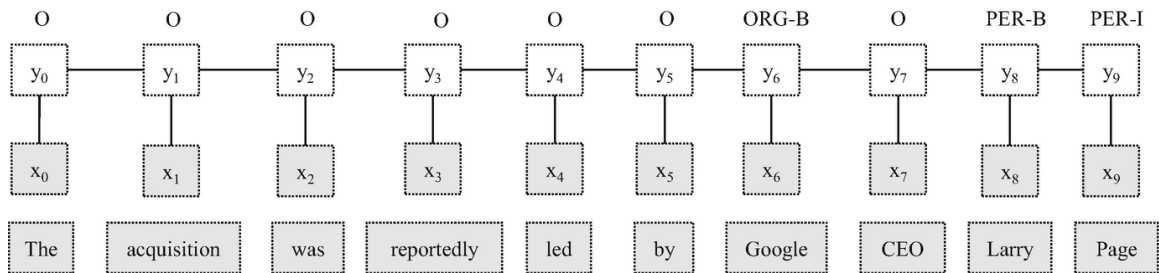 O O O O O O ORG-B O PER-B PER-I
y₀ y₁ y₂ y₃ y₄ y₅ y₆ y₇ y₈ y₉
x₀ x₁ x₂ x₃ x₄ x₅ x₆ x₇ x₈ x₉
The acquisition was reportedly led by Google CEO Larry Page